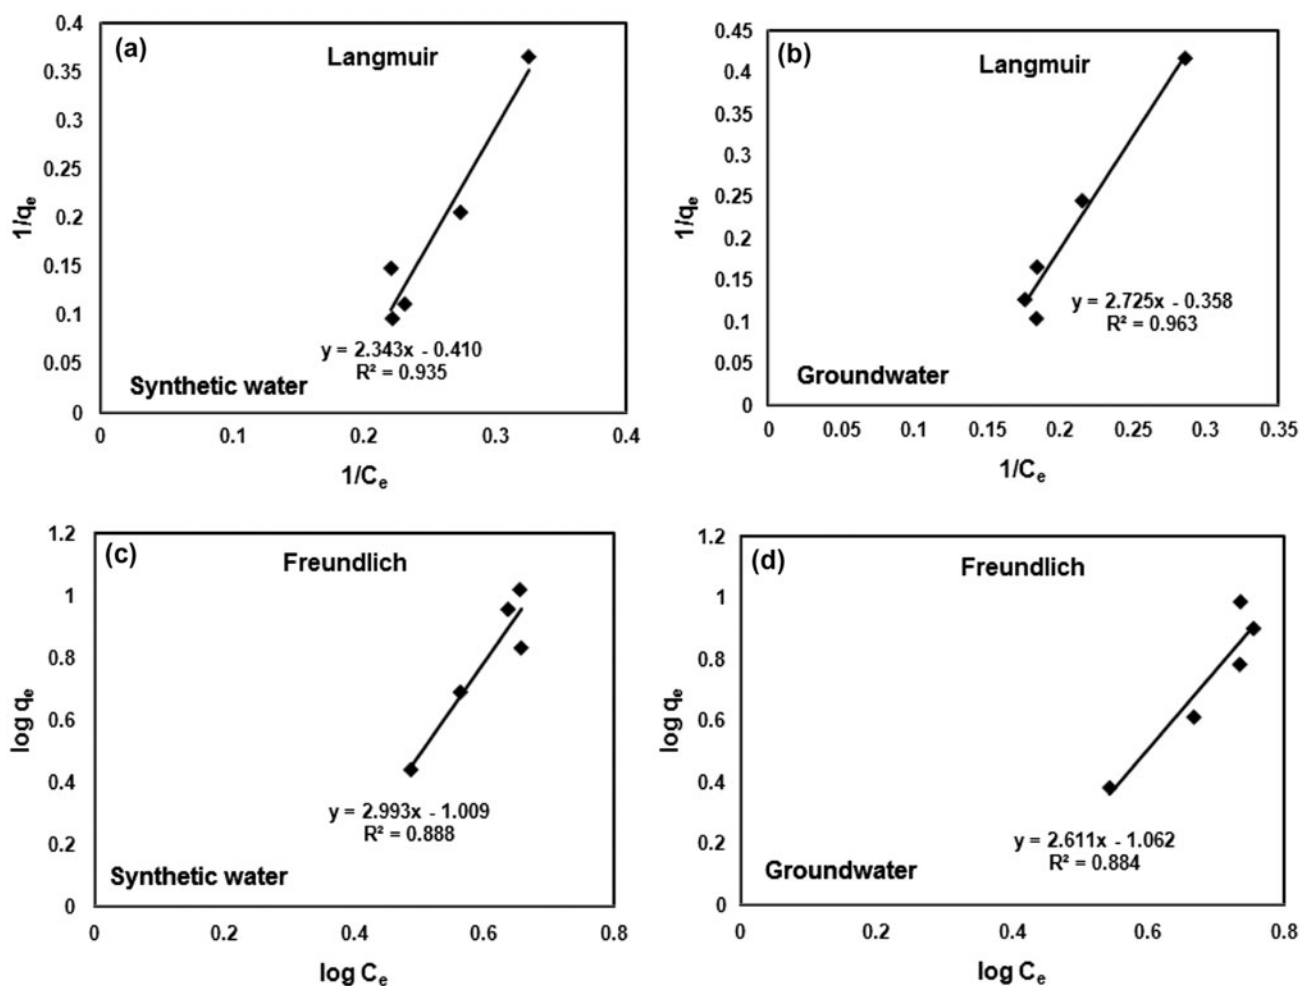 (a)
Langmuir
0.4
0.35
0.3
0.25
0.2
0.15
0.1
0.05
0
1/qₑ
y = 2.343x - 0.410
R² = 0.935
Synthetic water
0 0.1 0.2 0.3 0.4
1/Cₑ
(b)
Langmuir
0.45
0.4
0.35
0.3
0.25
0.2
0.15
0.1
0.05
0
1/qₑ
y = 2.725x - 0.358
R² = 0.963
Groundwater
0 0.05 0.1 0.15 0.2 0.25 0.3 0.35
1/Cₑ
(c)
Freundlich
1.2
1
0.8
0.6
0.4
0.2
0
log qₑ
y = 2.993x - 1.009
R² = 0.888
Synthetic water
0 0.2 0.4 0.6 0.8
log Cₑ
(d)
Freundlich
1.2
1
0.8
0.6
0.4
0.2
0
log qₑ
y = 2.611x - 1.062
R² = 0.884
Groundwater
0 0.2 0.4 0.6 0.8
log Cₑ